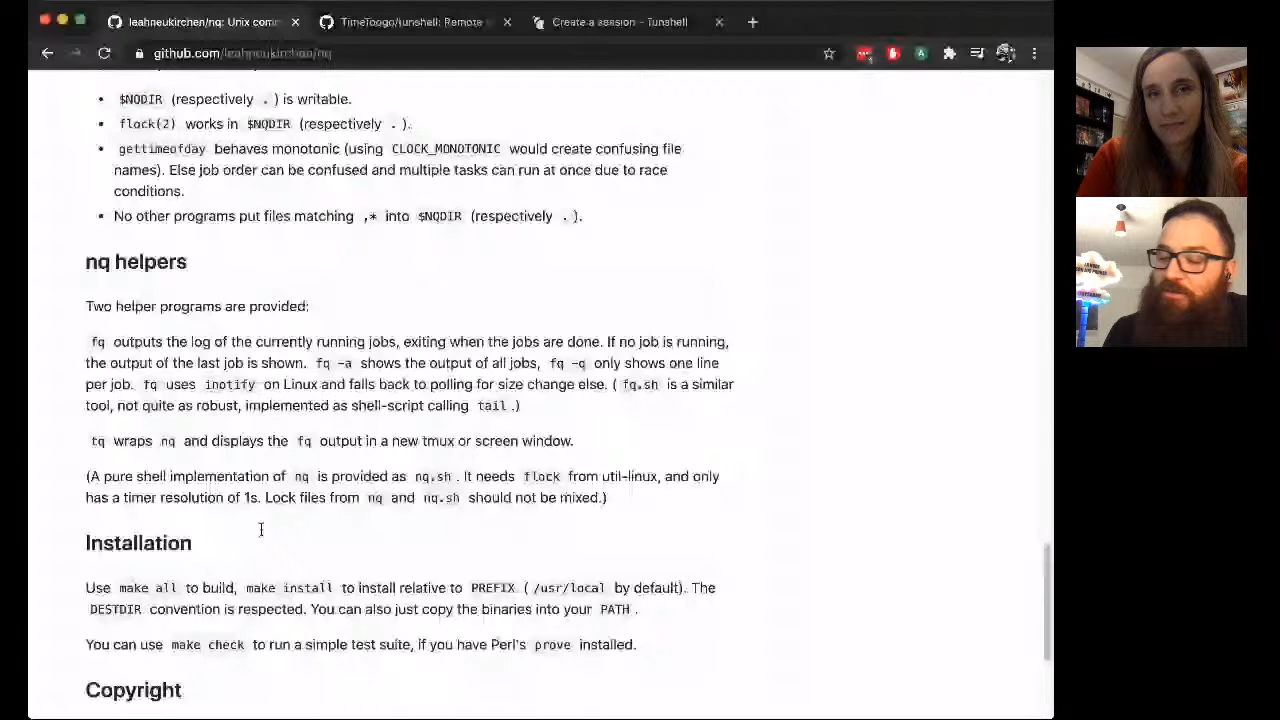 leahneukirchen/nq: Unix comm
TimeToogo/tunshell: Remote
Create a session - Tunshell
github.com/leahneukirchen/nq
• $NQDIR (respectively . ) is writable.
• flock(2) works in $NQDIR (respectively . ).
• gettimeofday behaves monotonic (using CLOCK_MONOTONIC would create confusing file
names). Else job order can be confused and multiple tasks can run at once due to race
conditions.
• No other programs put files matching ,* into $NQDIR (respectively . ).
nq helpers
Two helper programs are provided:
fq outputs the log of the currently running jobs, exiting when the jobs are done. If no job is running,
the output of the last job is shown. fq -a shows the output of all jobs, fq -q only shows one line
per job. fq uses inotify on Linux and falls back to polling for size change else. ( fq.sh is a similar
tool, not quite as robust, implemented as shell-script calling tail .)
tq wraps nq and displays the fq output in a new tmux or screen window.
(A pure shell implementation of nq is provided as nq.sh . It needs flock from util-linux, and only
has a timer resolution of 1s. Lock files from nq and nq.sh should not be mixed.)
Installation
Use make all to build, make install to install relative to PREFIX ( /usr/local by default). The
DESTDIR convention is respected. You can also just copy the binaries into your PATH .
You can use make check to run a simple test suite, if you have Perl's prove installed.
Copyright